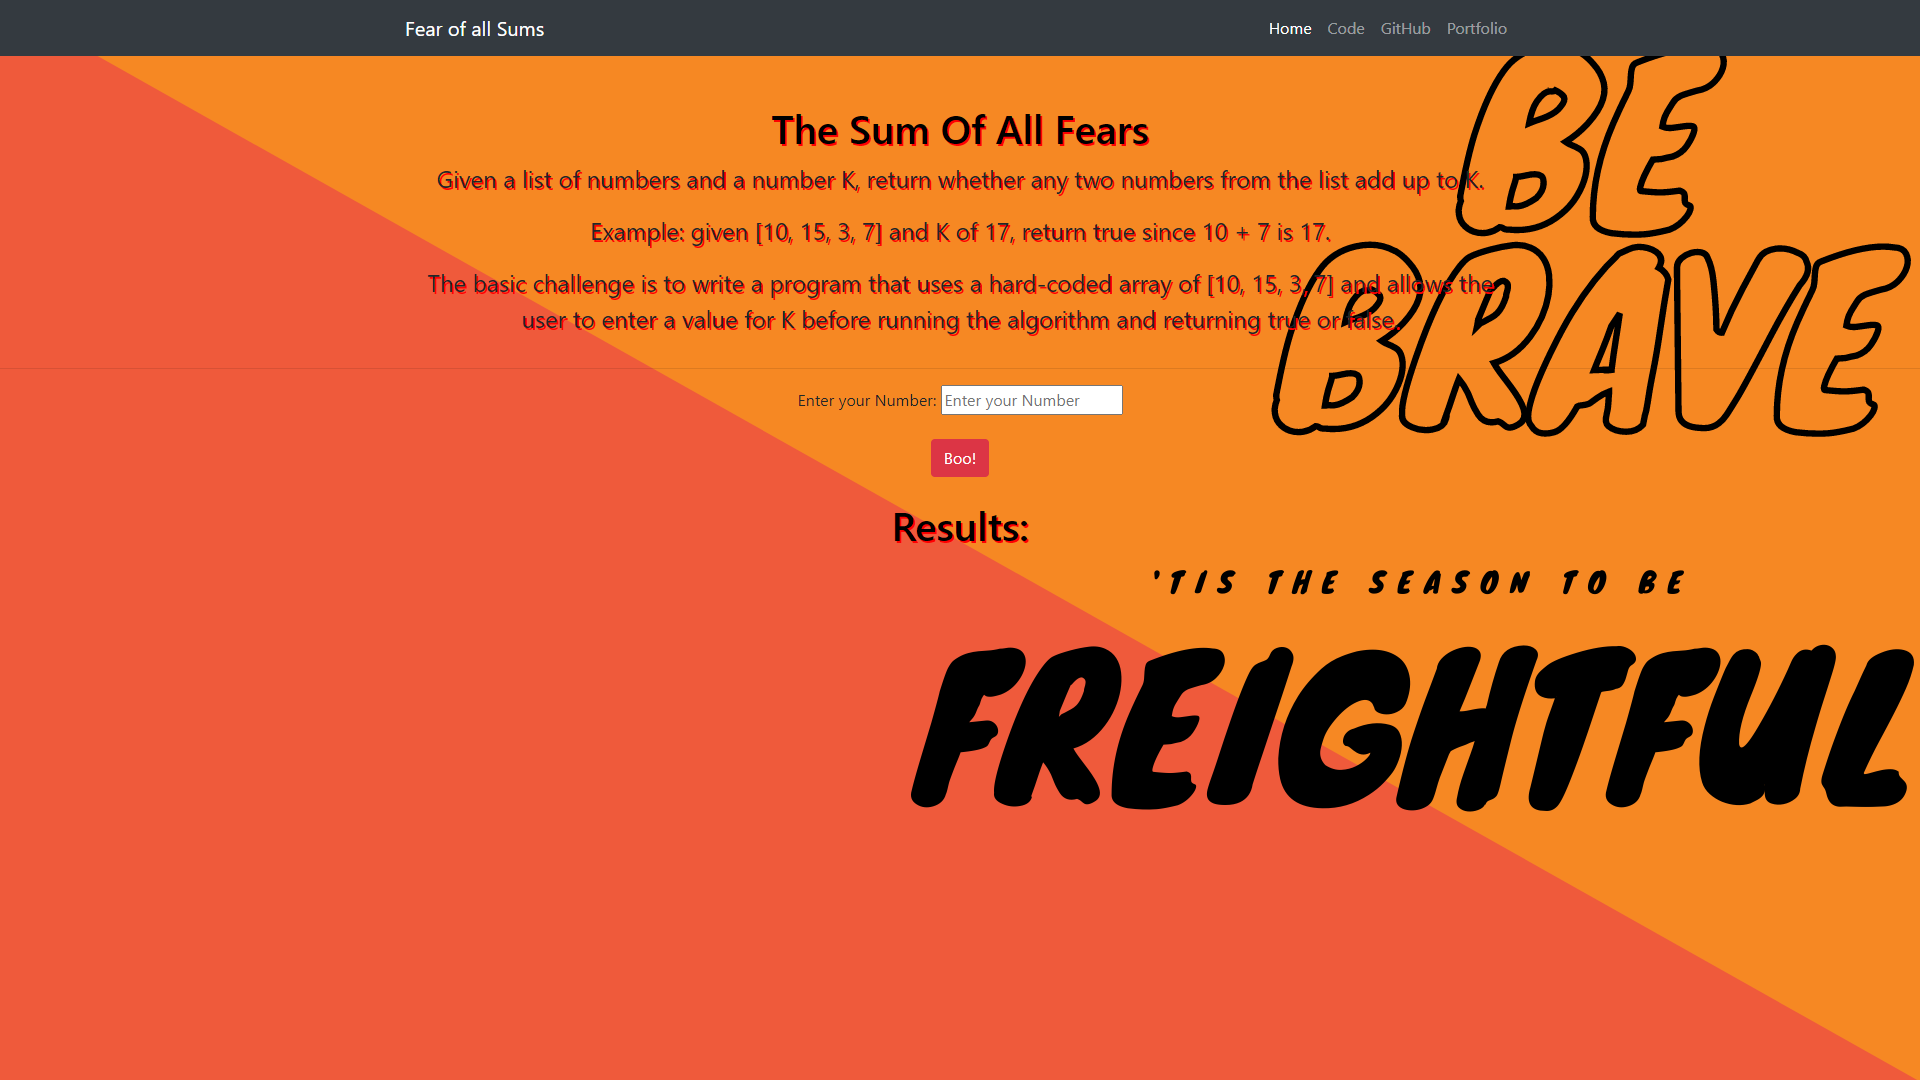 Fear of all Sums
Home Code GitHub Portfolio
BE
BRAVE
The Sum Of All Fears
Given a list of numbers and a number K, return whether any two numbers from the list add up to K.
Example: given [10, 15, 3, 7] and K of 17, return true since 10 + 7 is 17.
The basic challenge is to write a program that uses a hard-coded array of [10, 15, 3, 7] and allows the
user to enter a value for K before running the algorithm and returning true or false.
Enter your Number: Enter your Number
Boo!
Results:
'TIS THE SEASON TO BE
FREIGHTFUL